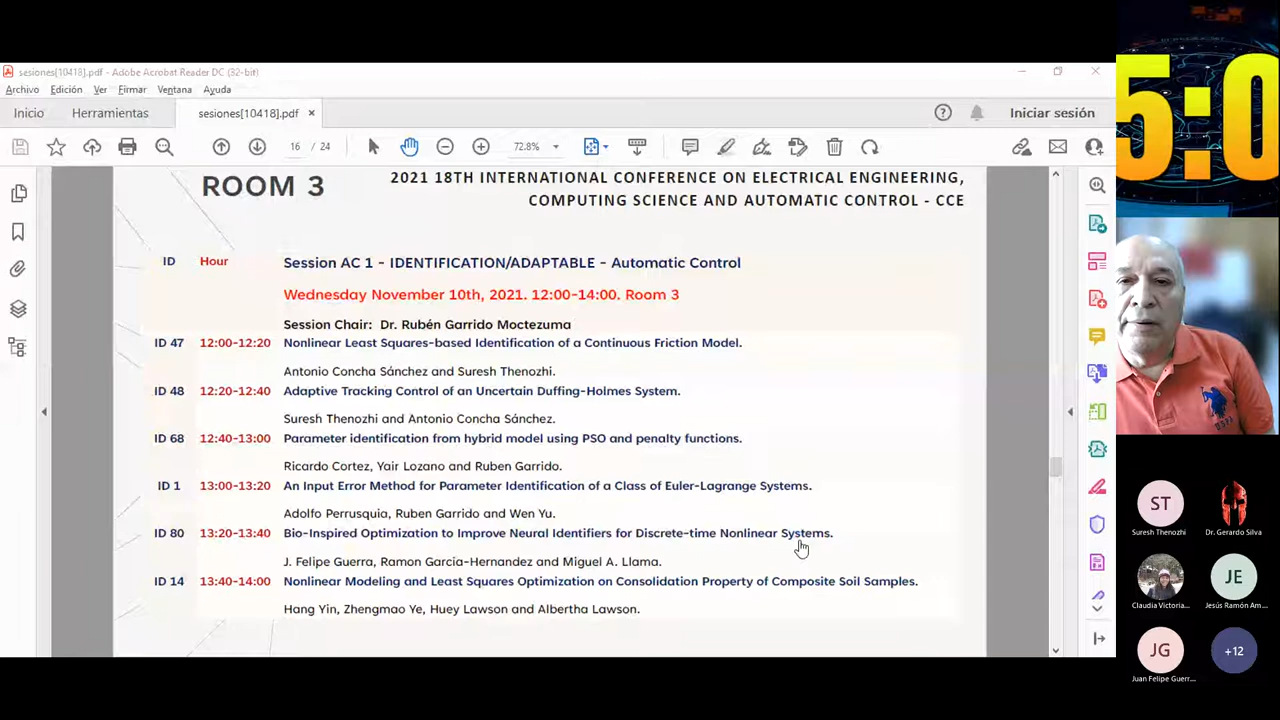 sesiones[10418].pdf - Adobe Acrobat Reader DC (32-bit)
Archivo Edición Ver Firmar Ventana Ayuda
Inicio Herramientas sesiones[10418].pdf × Iniciar sesión
16 / 24 72.8%
ROOM 3
2021 18TH INTERNATIONAL CONFERENCE ON ELECTRICAL ENGINEERING,
COMPUTING SCIENCE AND AUTOMATIC CONTROL - CCE
ID Hour Session AC 1 - IDENTIFICATION/ADAPTABLE - Automatic Control
Wednesday November 10th, 2021. 12:00-14:00. Room 3
Session Chair: Dr. Rubén Garrido Moctezuma
ID 47 12:00-12:20 Nonlinear Least Squares-based Identification of a Continuous Friction Model.
Antonio Concha Sánchez and Suresh Thenozhi.
ID 48 12:20-12:40 Adaptive Tracking Control of an Uncertain Duffing-Holmes System.
Suresh Thenozhi and Antonio Concha Sánchez.
ID 68 12:40-13:00 Parameter identification from hybrid model using PSO and penalty functions.
Ricardo Cortez, Yair Lozano and Ruben Garrido.
ID 1 13:00-13:20 An Input Error Method for Parameter Identification of a Class of Euler-Lagrange Systems.
Adolfo Perrusquia, Ruben Garrido and Wen Yu.
ID 80 13:20-13:40 Bio-Inspired Optimization to Improve Neural Identifiers for Discrete-time Nonlinear Systems.
J. Felipe Guerra, Ramon Garcia-Hernandez and Miguel A. Llama.
ID 14 13:40-14:00 Nonlinear Modeling and Least Squares Optimization on Consolidation Property of Composite Soil Samples.
Hang Yin, Zhengmao Ye, Huey Lawson and Albertha Lawson.
5:0
ST
Suresh Thenozhi Dr. Gerardo Silva
JE
Claudia Victoria... Jesús Ramón Am...
JG +12
Juan Felipe Guerr...